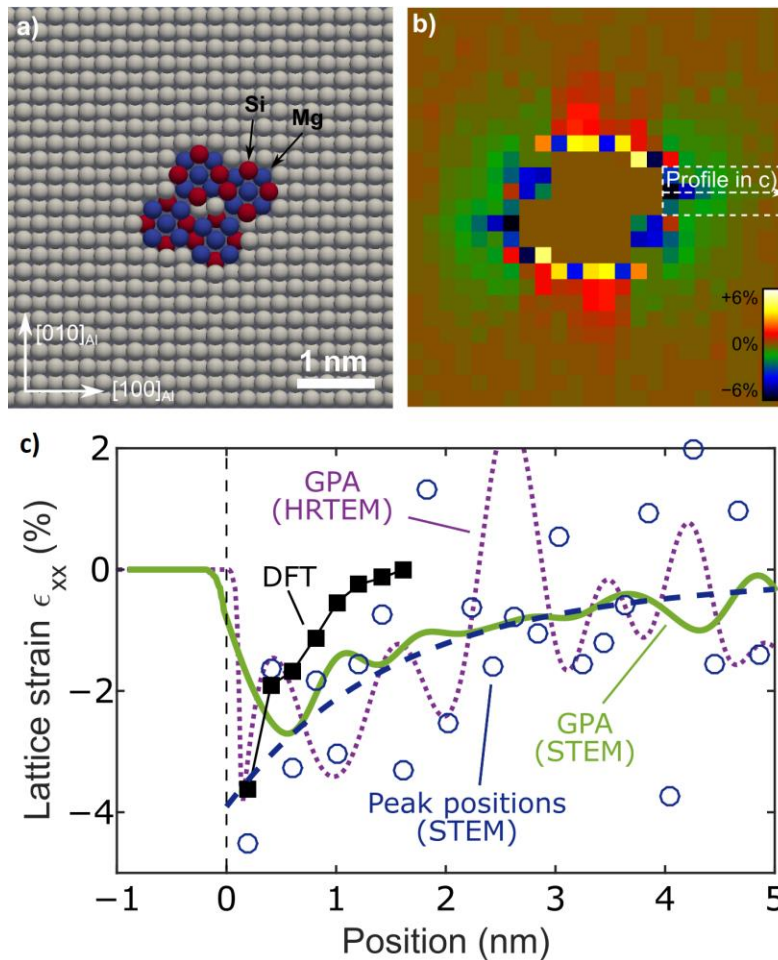 a)
Si
Mg
[010]Al
[100]Al
1 nm
b)
Profile in c)
+6%
0%
−6%
c)
Lattice strain ϵxx (%)
2
0
−2
−4
GPA
(HRTEM)
DFT
GPA
(STEM)
Peak positions
(STEM)
−1
0
1
2
3
4
5
Position (nm)